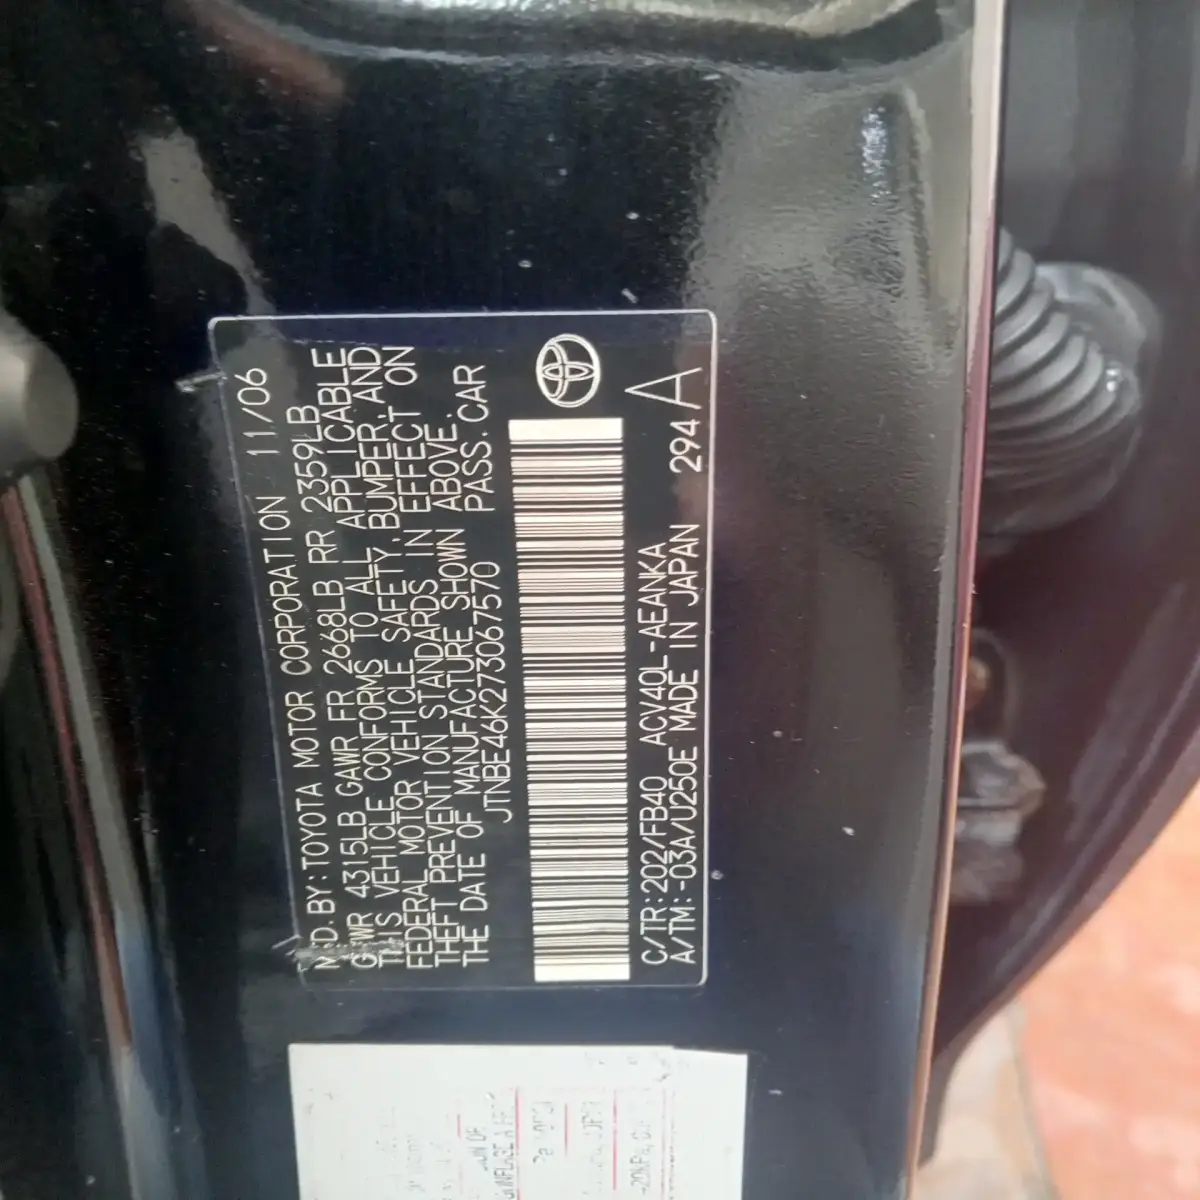 MFD.BY:TOYOTA MOTOR CORPORATION 11/06
GVWR 4315LB GAWR FR 2668LB RR 2359LB
THIS VEHICLE CONFORMS TO ALL APPLICABLE
FEDERAL MOTOR VEHICLE SAFETY, BUMPER, AND
THEFT PREVENTION STANDARDS IN EFFECT ON
THE DATE OF MANUFACTURE SHOWN ABOVE.
JTNBE46K273067570 PASS.CAR
C/TR:202/FB40 ACV40L-AEANKA
A/TM:-03A/U250E MADE IN JAPAN 294 A